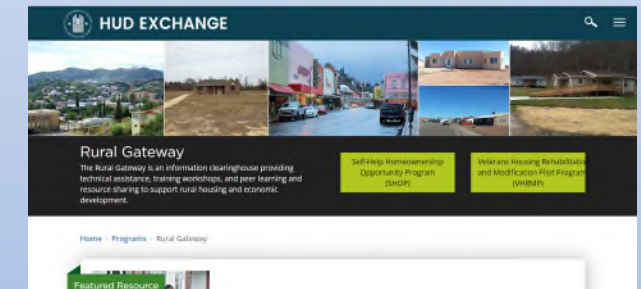 HUD EXCHANGE
Rural Gateway
The Rural Gateway is an information clearinghouse providing
technical assistance, training workshops, and peer learning and
resource sharing to support rural housing and economic
development.
Self-Help Homeownership
Opportunity Program
(SHOP)
Veterans Housing Rehabilitatio
and Modification Pilot Program
(VHRMP)
Home Programs Rural Gateway
Featured Resource